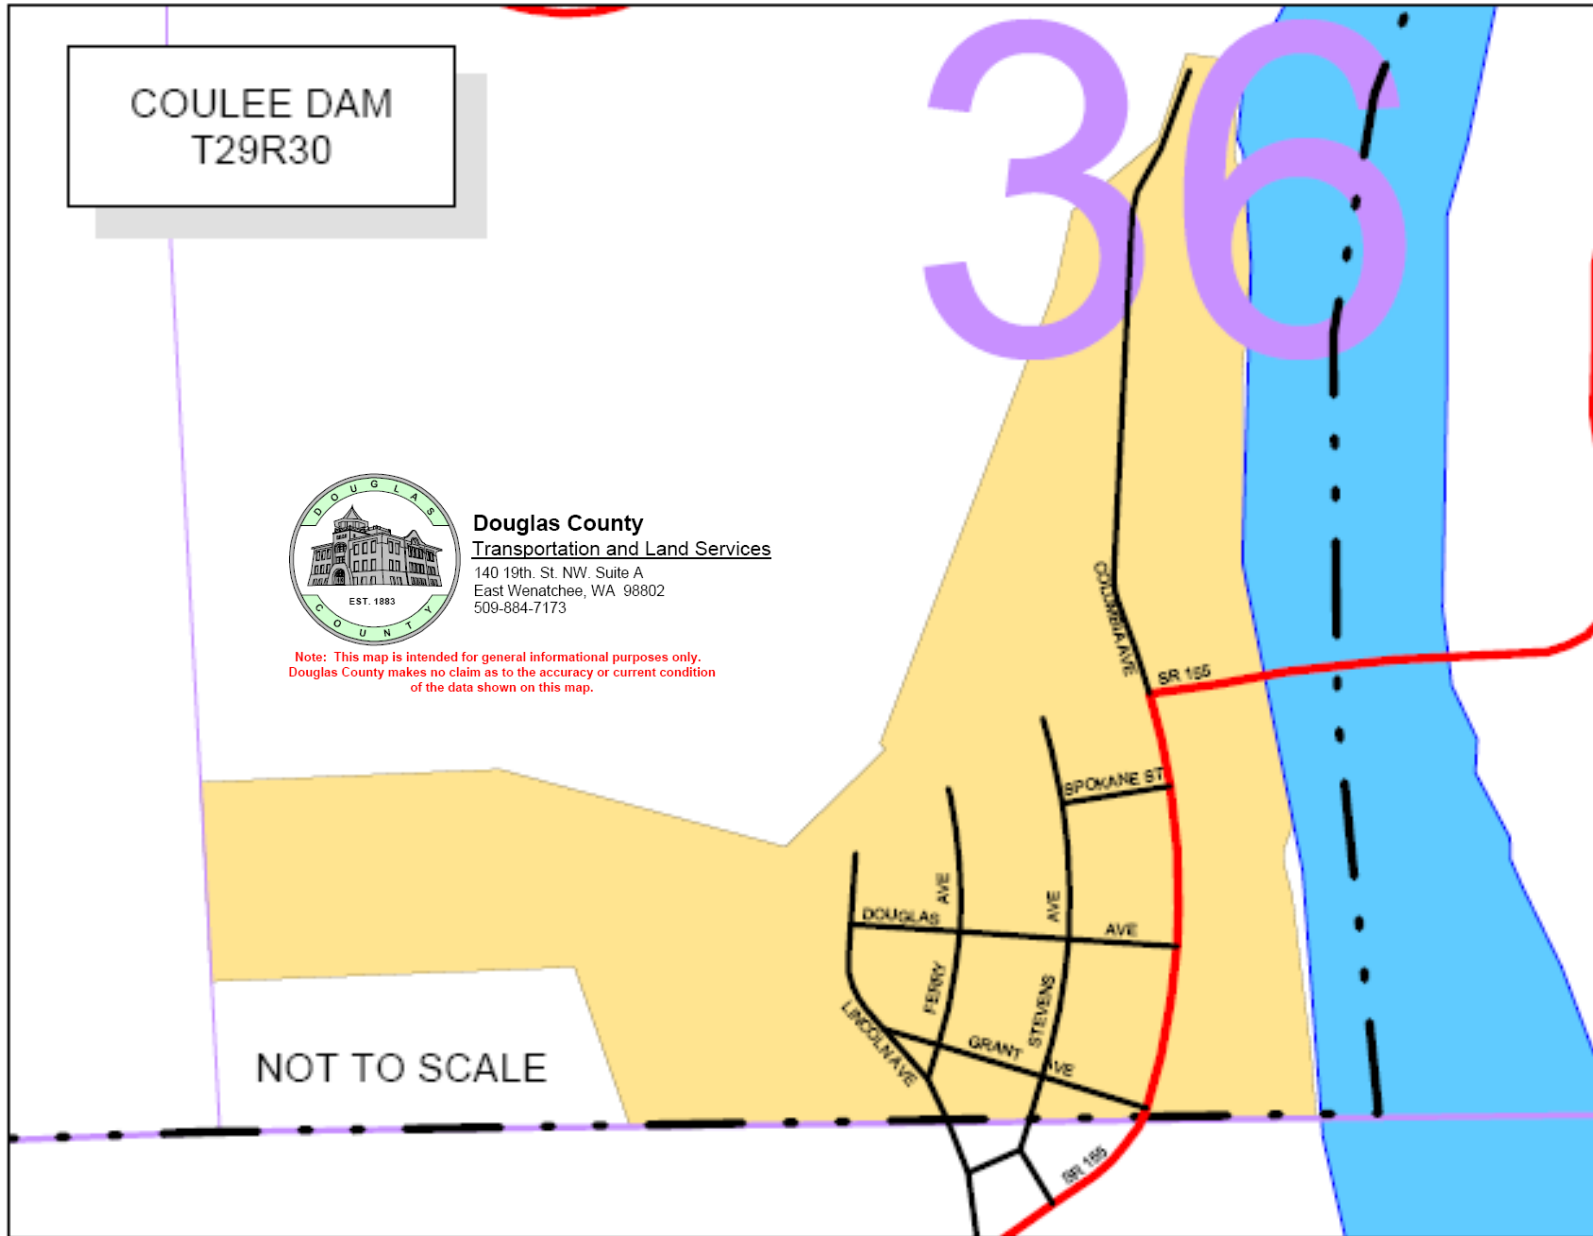 COULEE DAM
T29R30
36
DOUGLAS
EST. 1883
COUNTY
Douglas County
Transportation and Land Services
140 19th. St. NW. Suite A
East Wenatchee, WA 98802
509-884-7173
Note: This map is intended for general informational purposes only.
Douglas County makes no claim as to the accuracy or current condition
of the data shown on this map.
COLUMBIA AVE
SR 155
SPOKANE ST
FERRY AVE
STEVENS AVE
DOUGLAS AVE
LINCOLN AVE
GRANT AVE
NOT TO SCALE
SR 155